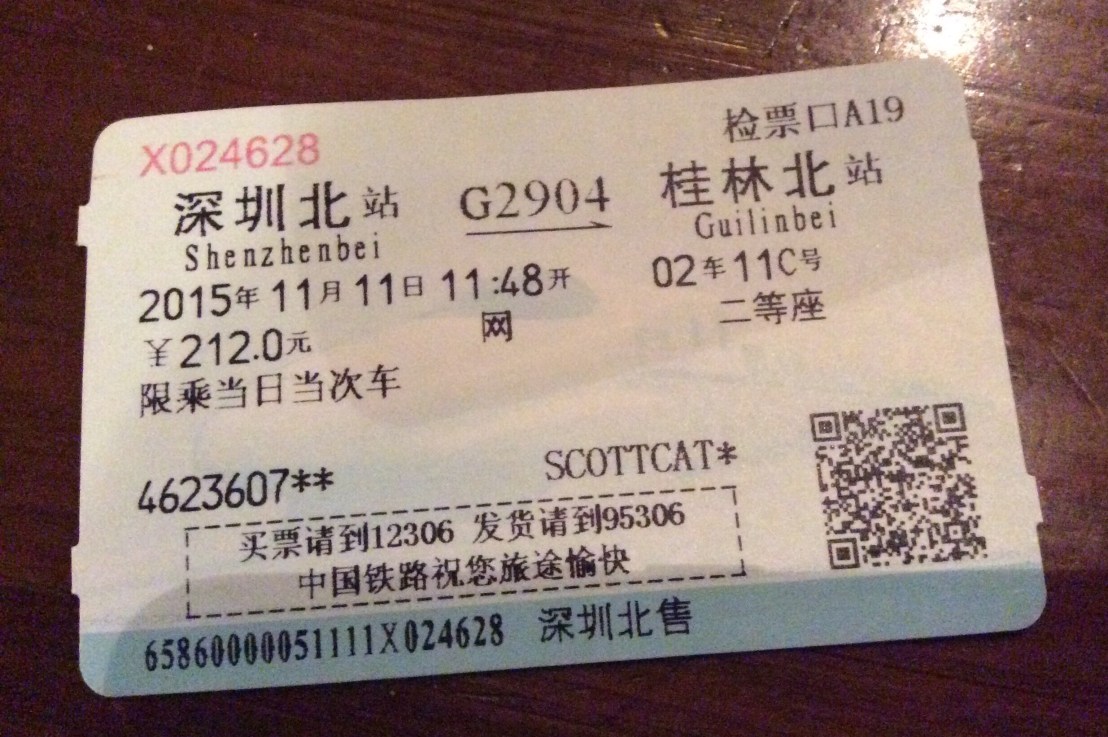 X024628 检票口A19
深圳北站 G2904 桂林北站
Shenzhenbei Guilinbei
2015年11月11日 11:48开 02车11C号
¥212.0元 网 二等座
限乘当日当次车
4623607** SCOTTCAT*
买票请到12306 发货请到95306
中国铁路祝您旅途愉快
65860000051111X024628 深圳北售